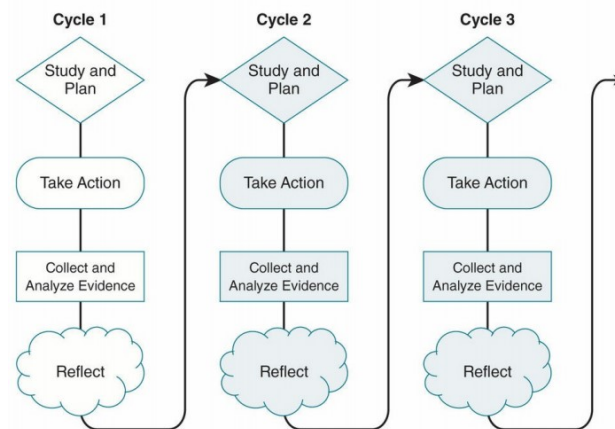 Cycle 1
Study and
Plan
Take Action
Collect and
Analyze Evidence
Reflect
Cycle 2
Study and
Plan
Take Action
Collect and
Analyze Evidence
Reflect
Cycle 3
Study and
Plan
Take Action
Collect and
Analyze Evidence
Reflect